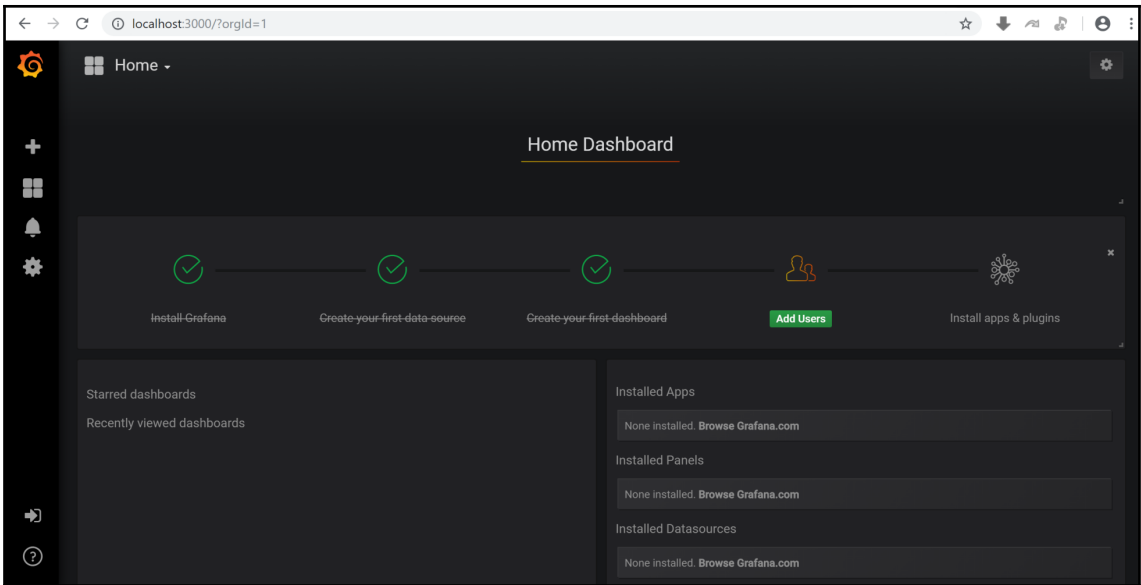 localhost:3000/?orgId=1
Home
Home Dashboard
Install Grafana
Create your first data source
Create your first dashboard
Add Users
Install apps & plugins
Starred dashboards
Recently viewed dashboards
Installed Apps
None installed. Browse Grafana.com
Installed Panels
None installed. Browse Grafana.com
Installed Datasources
None installed. Browse Grafana.com